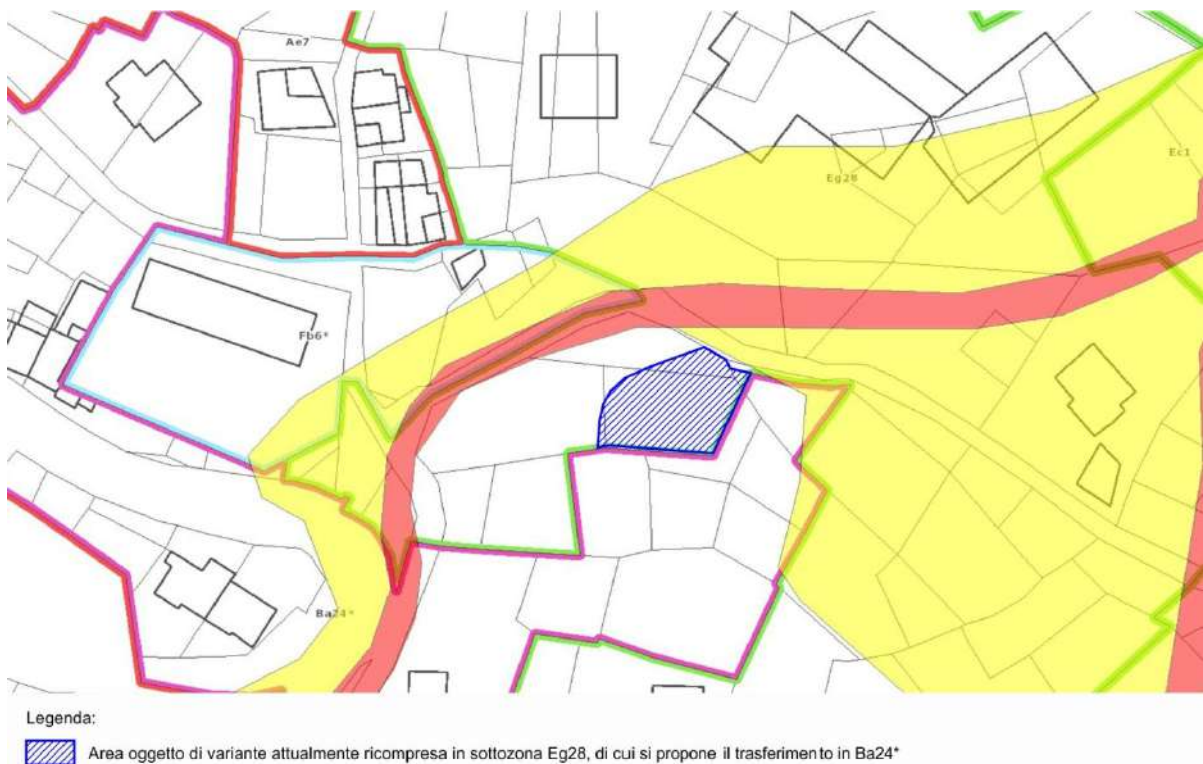 Ae7
Ec1
Eg28
Fb6*
Ba24*
Legenda:
Area oggetto di variante attualmente ricompresa in sottozona Eg28, di cui si propone il trasferimento in Ba24*